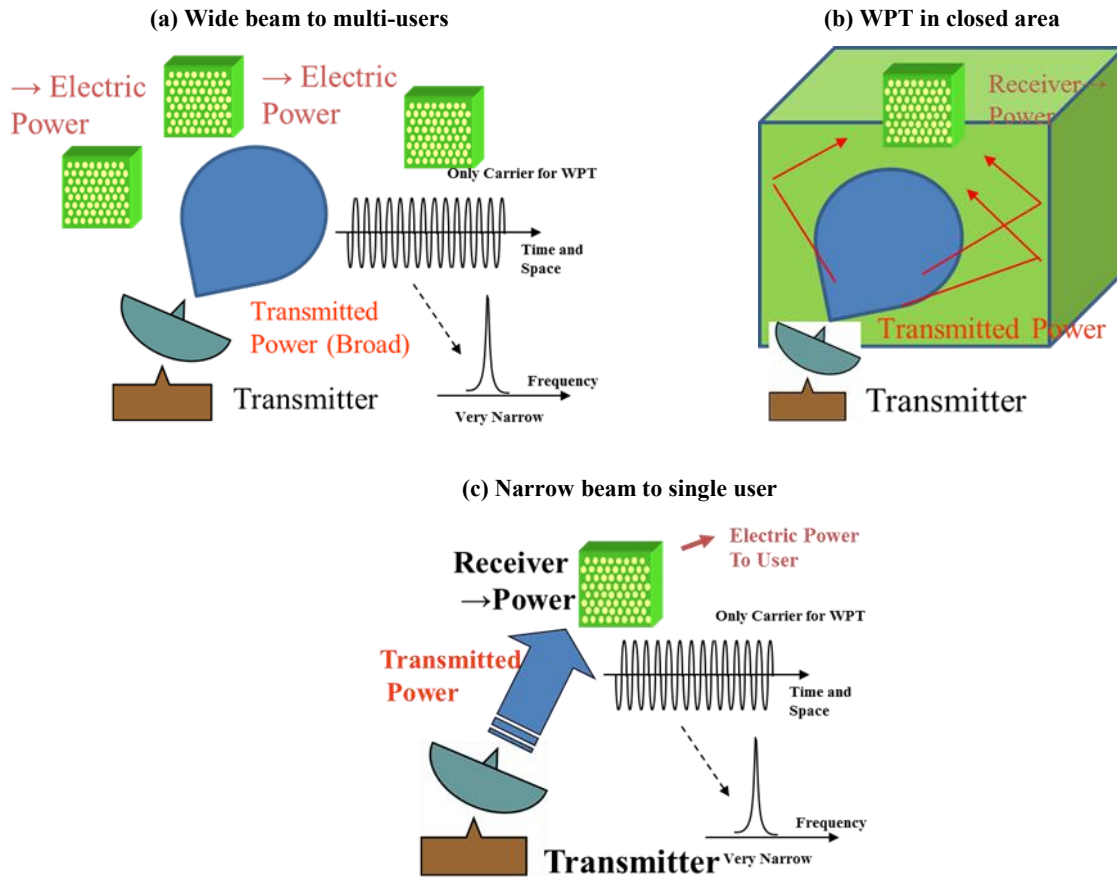 (a) Wide beam to multi-users
→ Electric
Power
→ Electric
Power
Only Carrier for WPT
Time and
Space
Transmitted
Power (Broad)
Frequency
Very Narrow
Transmitter
(b) WPT in closed area
Receiver→
Power
Transmitted Power
Transmitter
(c) Narrow beam to single user
Electric Power
To User
Receiver
→Power
Only Carrier for WPT
Transmitted
Power
Time and
Space
Frequency
Very Narrow
Transmitter